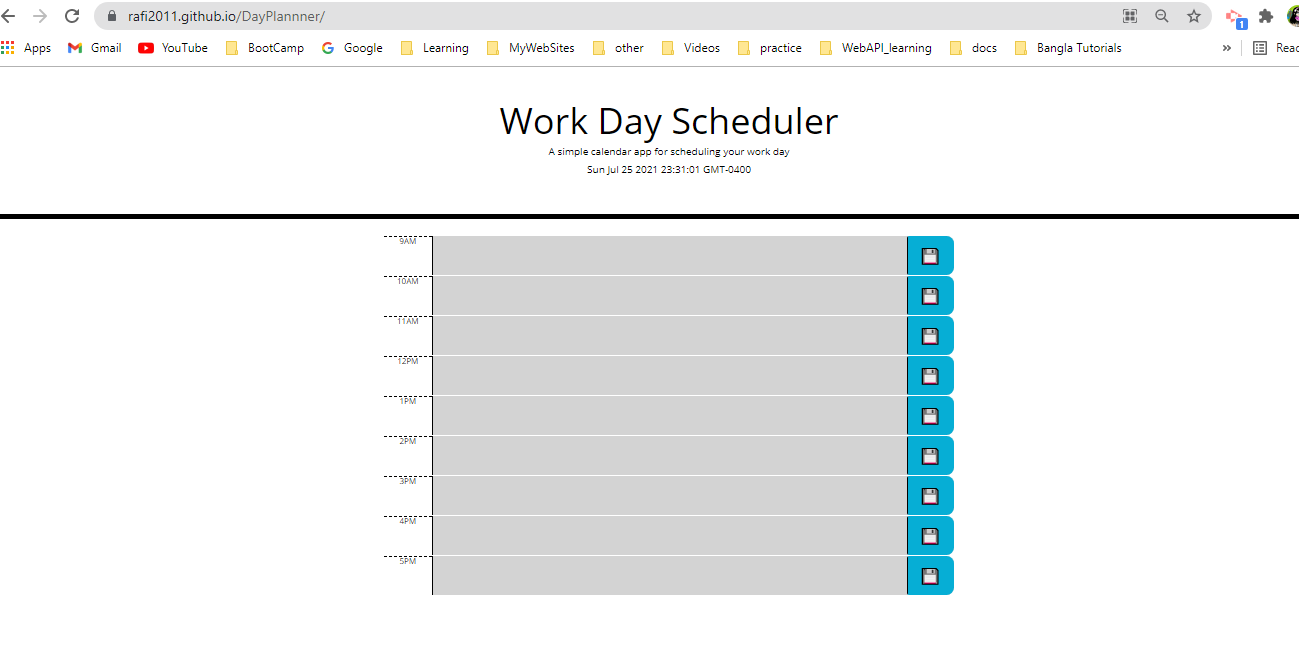 rafi2011.github.io/DayPlannner/
1
Apps Gmail YouTube BootCamp Google Learning MyWebSites other Videos practice WebAPI_learning docs Bangla Tutorials » Read
Work Day Scheduler
A simple calendar app for scheduling your work day
Sun Jul 25 2021 23:31:01 GMT-0400
9AM
10AM
11AM
12PM
1PM
2PM
3PM
4PM
5PM